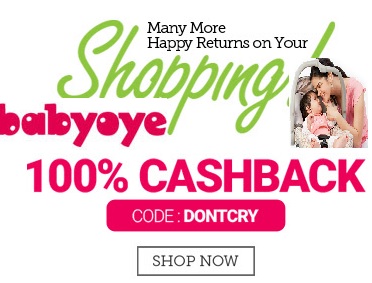 Many More
Happy Returns on Your
Shopping!
babyoye
100% CASHBACK
CODE : DONTCRY
SHOP NOW